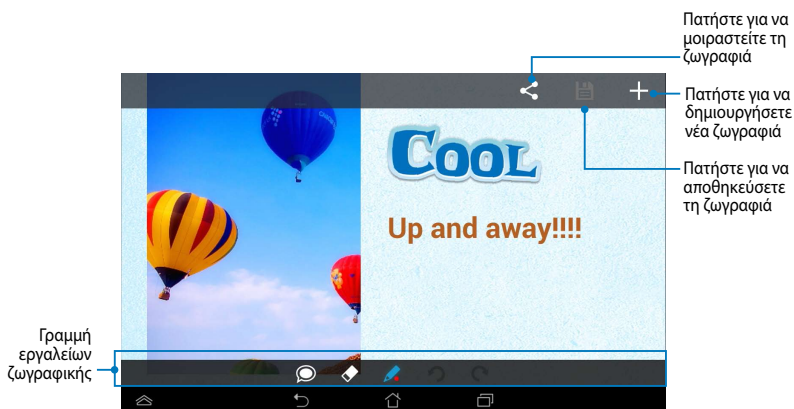 Πατήστε για να
μοιραστείτε τη
ζωγραφιά
Πατήστε για να
δημιουργήσετε
νέα ζωγραφιά
Πατήστε για να
αποθηκεύσετε
τη ζωγραφιά
COOL
Up and away!!!!
Γραμμή
εργαλείων
ζωγραφικής